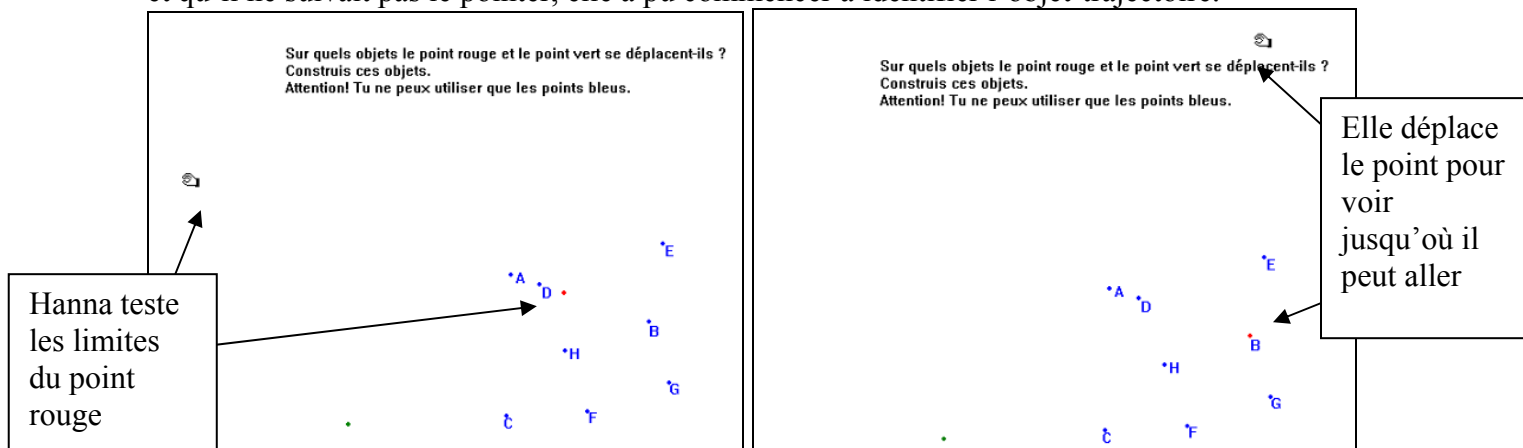 et qu'il ne suivait pas le pointer, elle a pu commencer à identifier l'objet trajectoire.
Sur quels objets le point rouge et le point vert se déplacent-ils ?
Construis ces objets.
Attention! Tu ne peux utiliser que les points bleus.
E
A
D
B
H
G
C
F
Hanna teste
les limites
du point
rouge
Sur quels objets le point rouge et le point vert se déplacent-ils ?
Construis ces objets.
Attention! Tu ne peux utiliser que les points bleus.
E
A
D
B
H
G
C
F
Elle déplace
le point pour
voir
jusqu'où il
peut aller